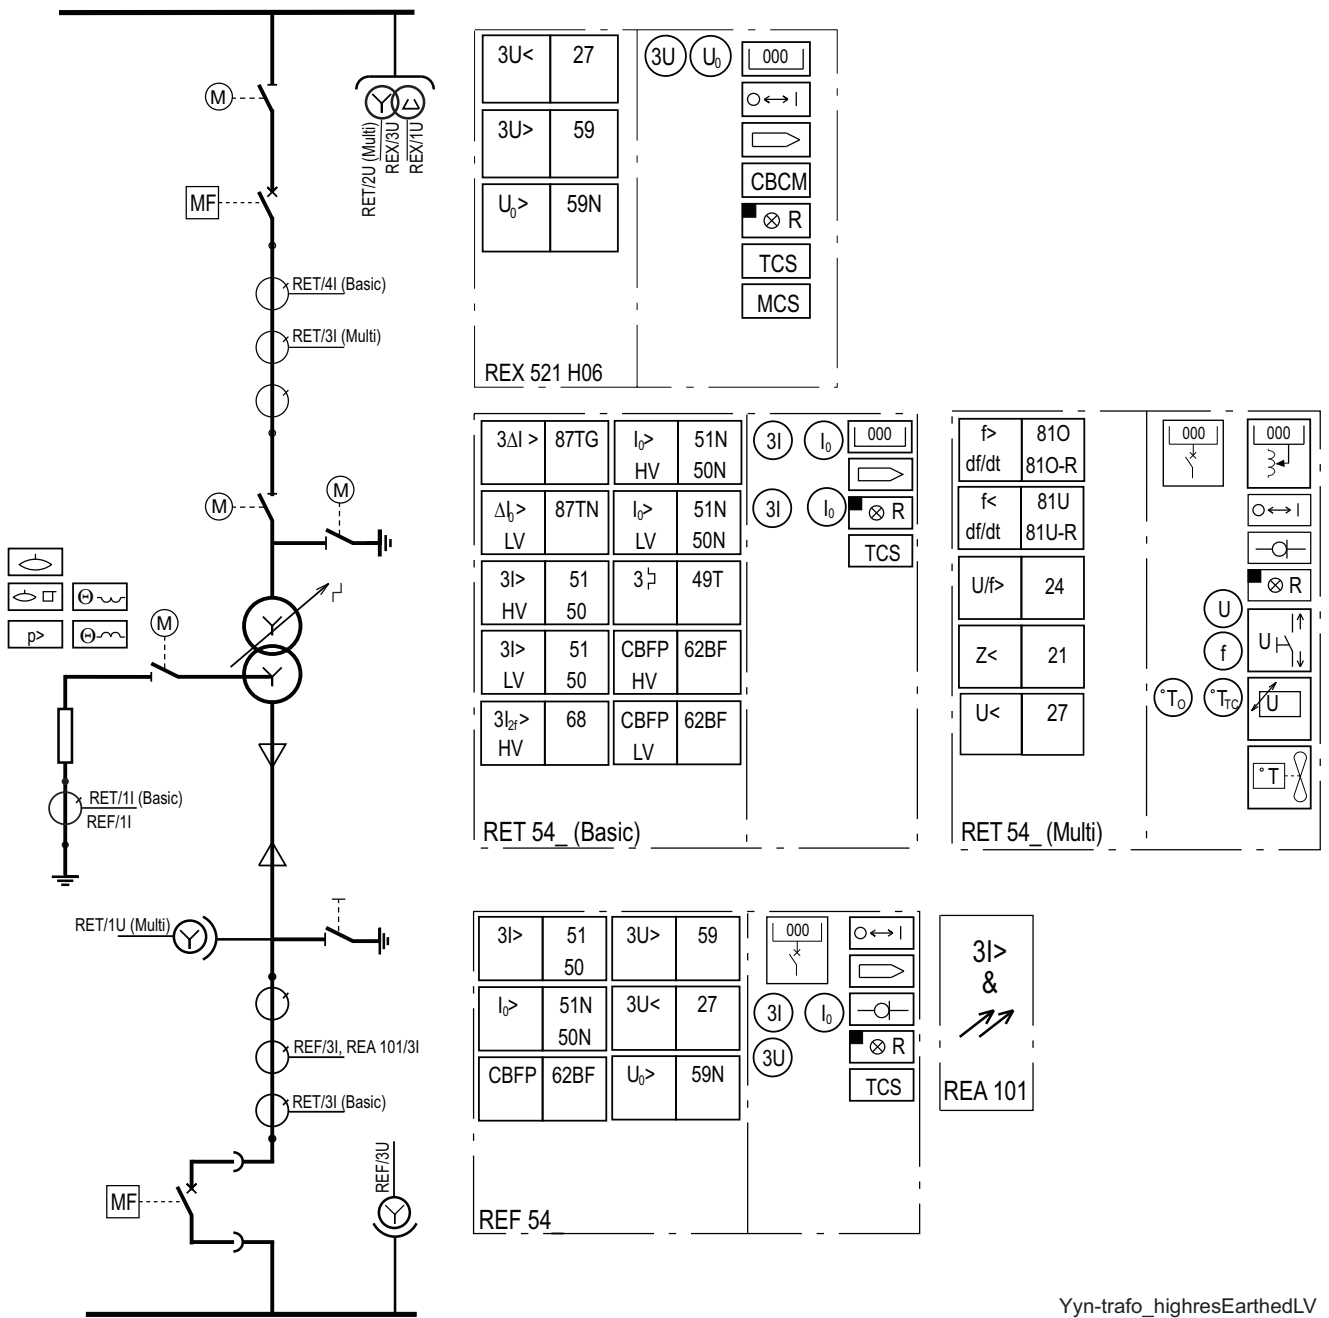 M
MF
RET/2U (Multi)
REX/3U
REX/1U
RET/4I (Basic)
RET/3I (Multi)
M
M
p>
Θ
Θ
M
RET/1I (Basic)
REF/1I
RET/1U (Multi)
REF/3I, REA 101/3I
RET/3I (Basic)
MF
REF/3U
3U< 27
3U> 59
U0> 59N
3U U0
000
O I
CBCM
R
TCS
MCS
REX 521 H06
3ΔI > 87TG I0> 51N
HV 50N
ΔI0> 87TN I0> 51N
LV LV 50N
3I> 51 3 49T
HV 50
3I> 51 CBFP 62BF
LV 50 HV
3I2f> 68 CBFP 62BF
HV LV
3I I0
3I I0
000
R
TCS
RET 54_ (Basic)
f> 81O
df/dt 81O-R
f< 81U
df/dt 81U-R
U/f> 24
Z< 21
U< 27
000 000
O I
R
U
f
U
°TO °TTC
U
°T
RET 54_ (Multi)
3I> 51 3U> 59
50
I0> 51N 3U< 27
50N
CBFP 62BF U0> 59N
000
O I
3I I0
3U
R
TCS
REF 54_
3I>
&
REA 101
Yyn-trafo_highresEarthedLV